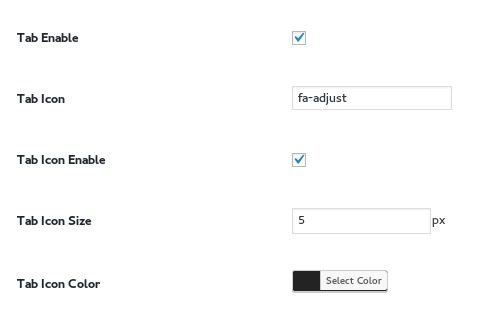 Tab Enable
Tab Icon fa-adjust
Tab Icon Enable
Tab Icon Size 5 px
Tab Icon Color Select Color